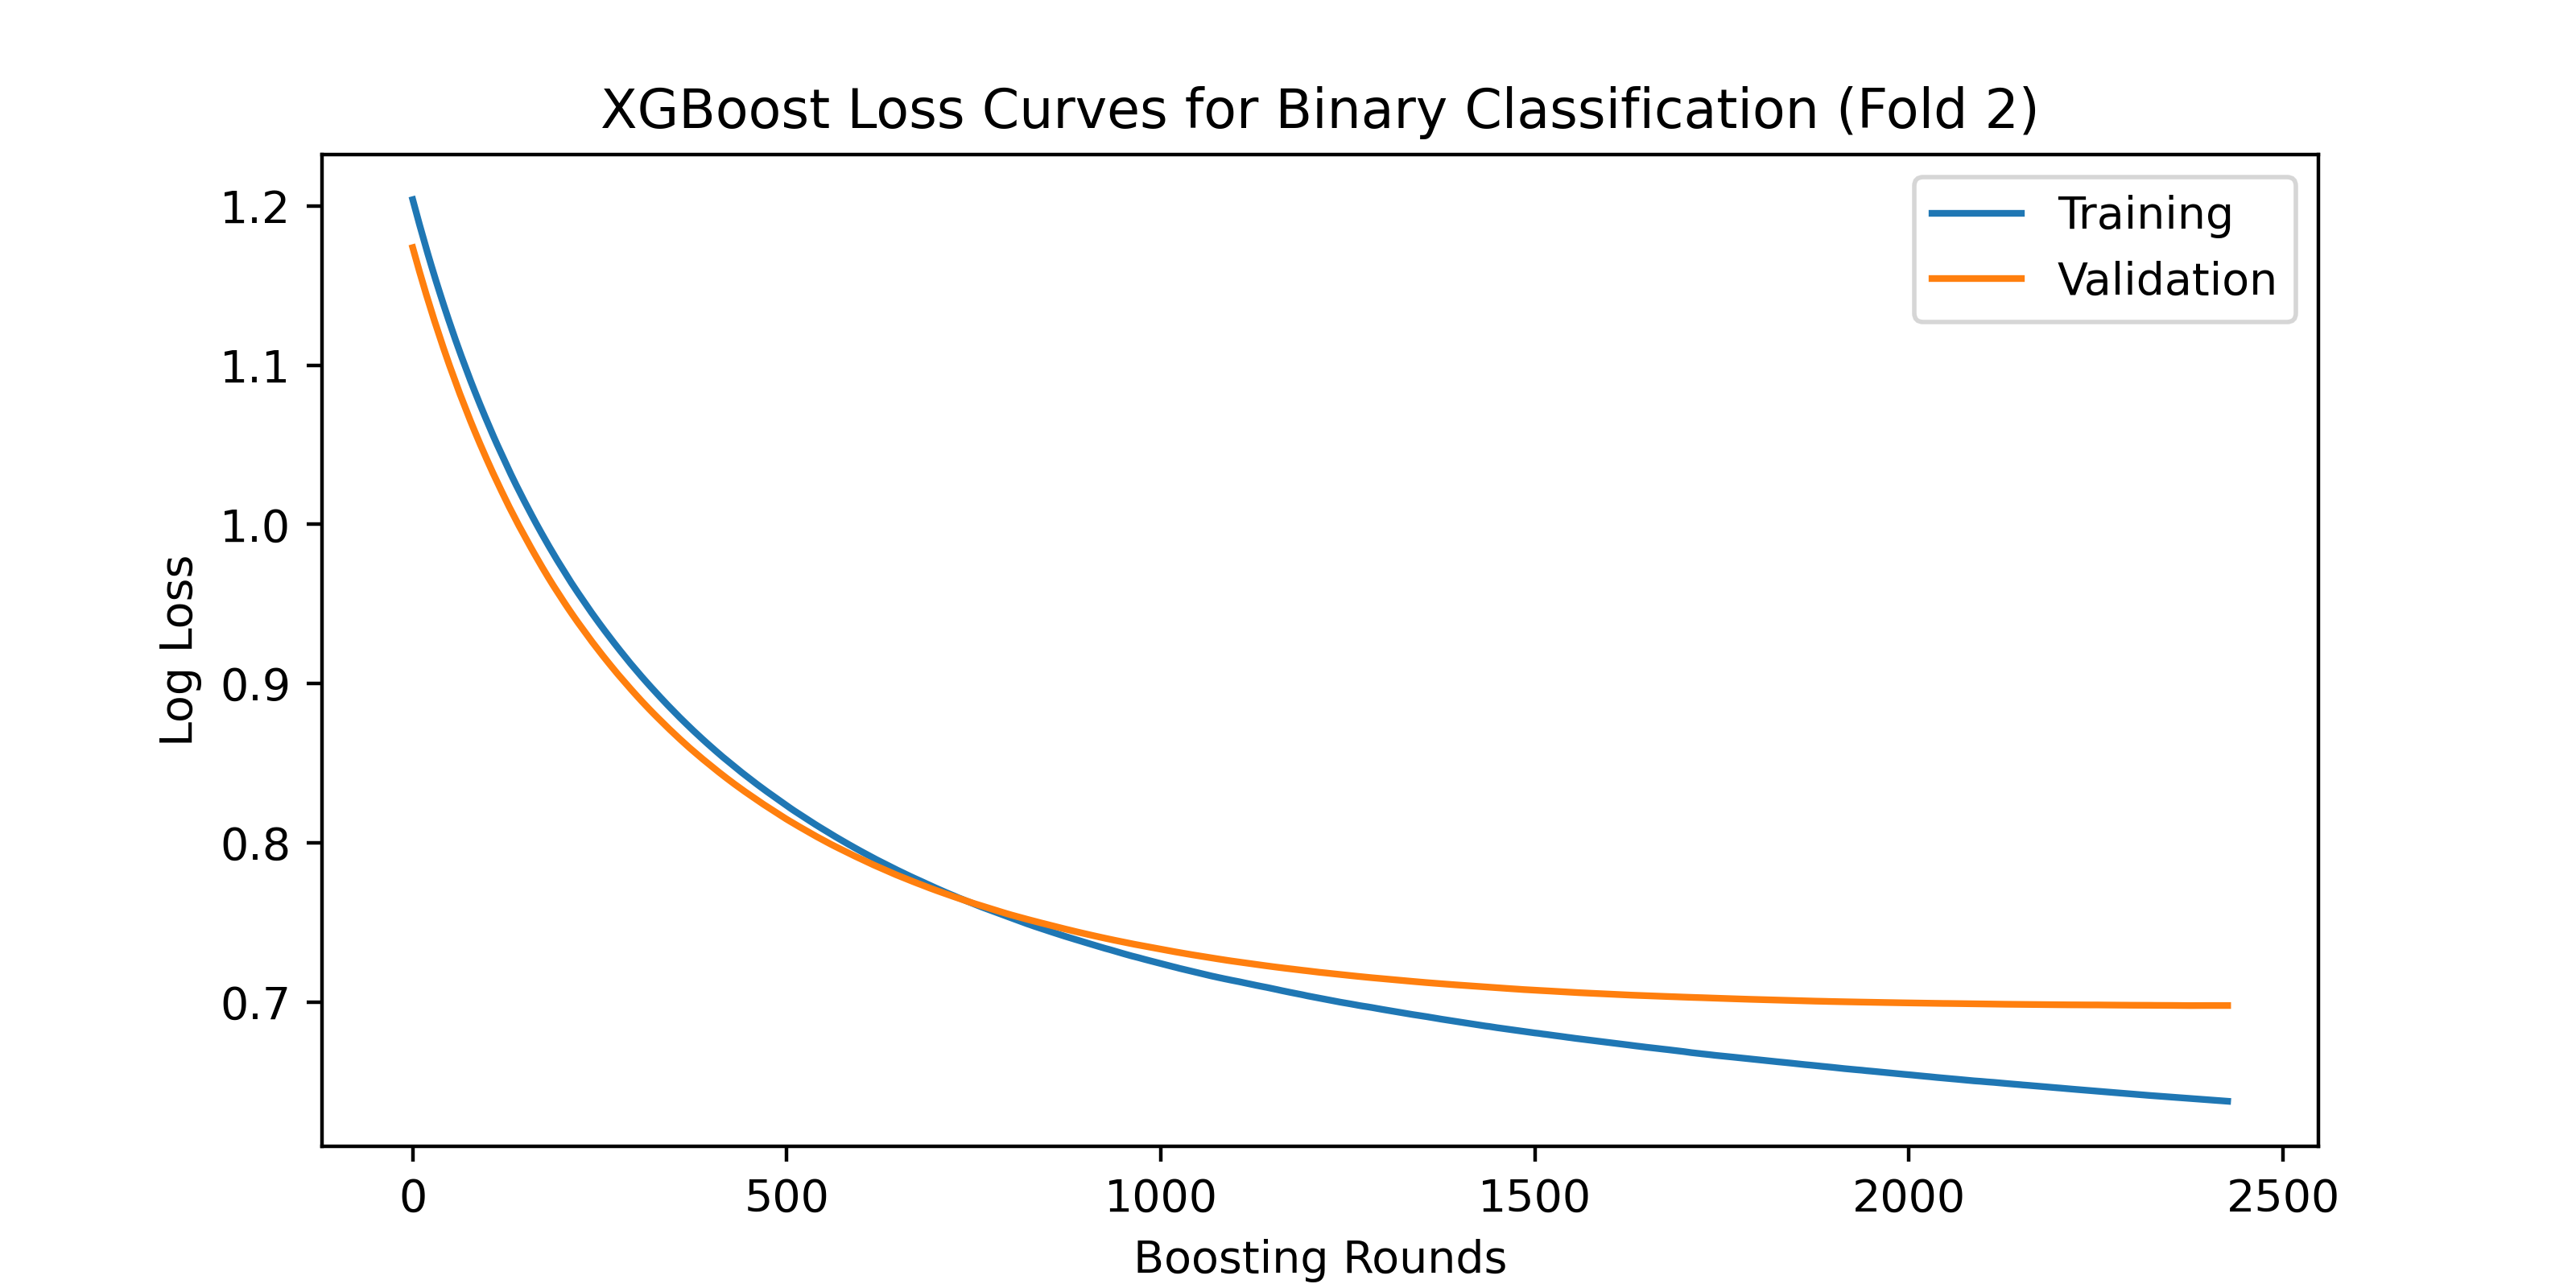 XGBoost Loss Curves for Binary Classification (Fold 2)
Training
Validation
1.2
1.1
1.0
0.9
0.8
0.7
Log Loss
0 500 1000 1500 2000 2500
Boosting Rounds